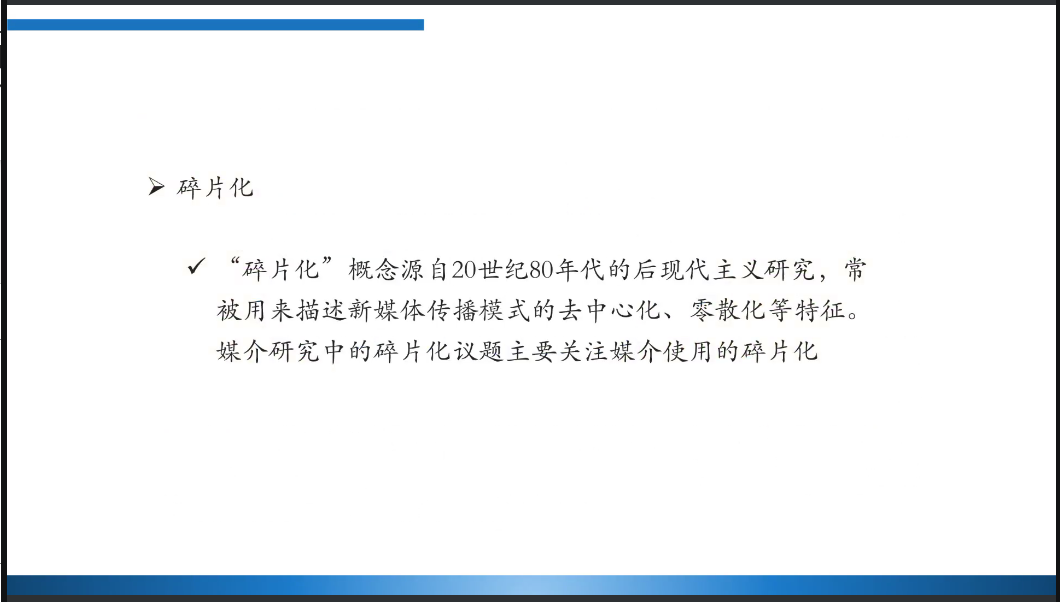 碎片化
“碎片化”概念源自20世纪80年代的后现代主义研究，常
被用来描述新媒体传播模式的去中心化、零散化等特征。
媒介研究中的碎片化议题主要关注媒介使用的碎片化